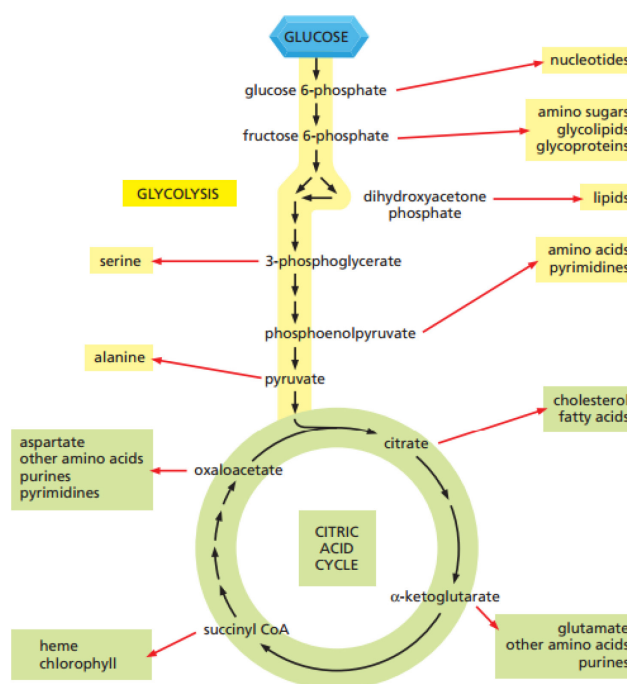 GLUCOSE
nucleotides
glucose 6-phosphate
amino sugars
glycolipids
glycoproteins
fructose 6-phosphate
GLYCOLYSIS
dihydroxyacetone
phosphate
lipids
serine
3-phosphoglycerate
amino acids
pyrimidines
phosphoenolpyruvate
alanine
pyruvate
cholesterol
fatty acids
citrate
aspartate
other amino acids
purines
pyrimidines
oxaloacetate
CITRIC
ACID
CYCLE
α-ketoglutarate
glutamate
other amino acids
purines
succinyl CoA
heme
chlorophyll